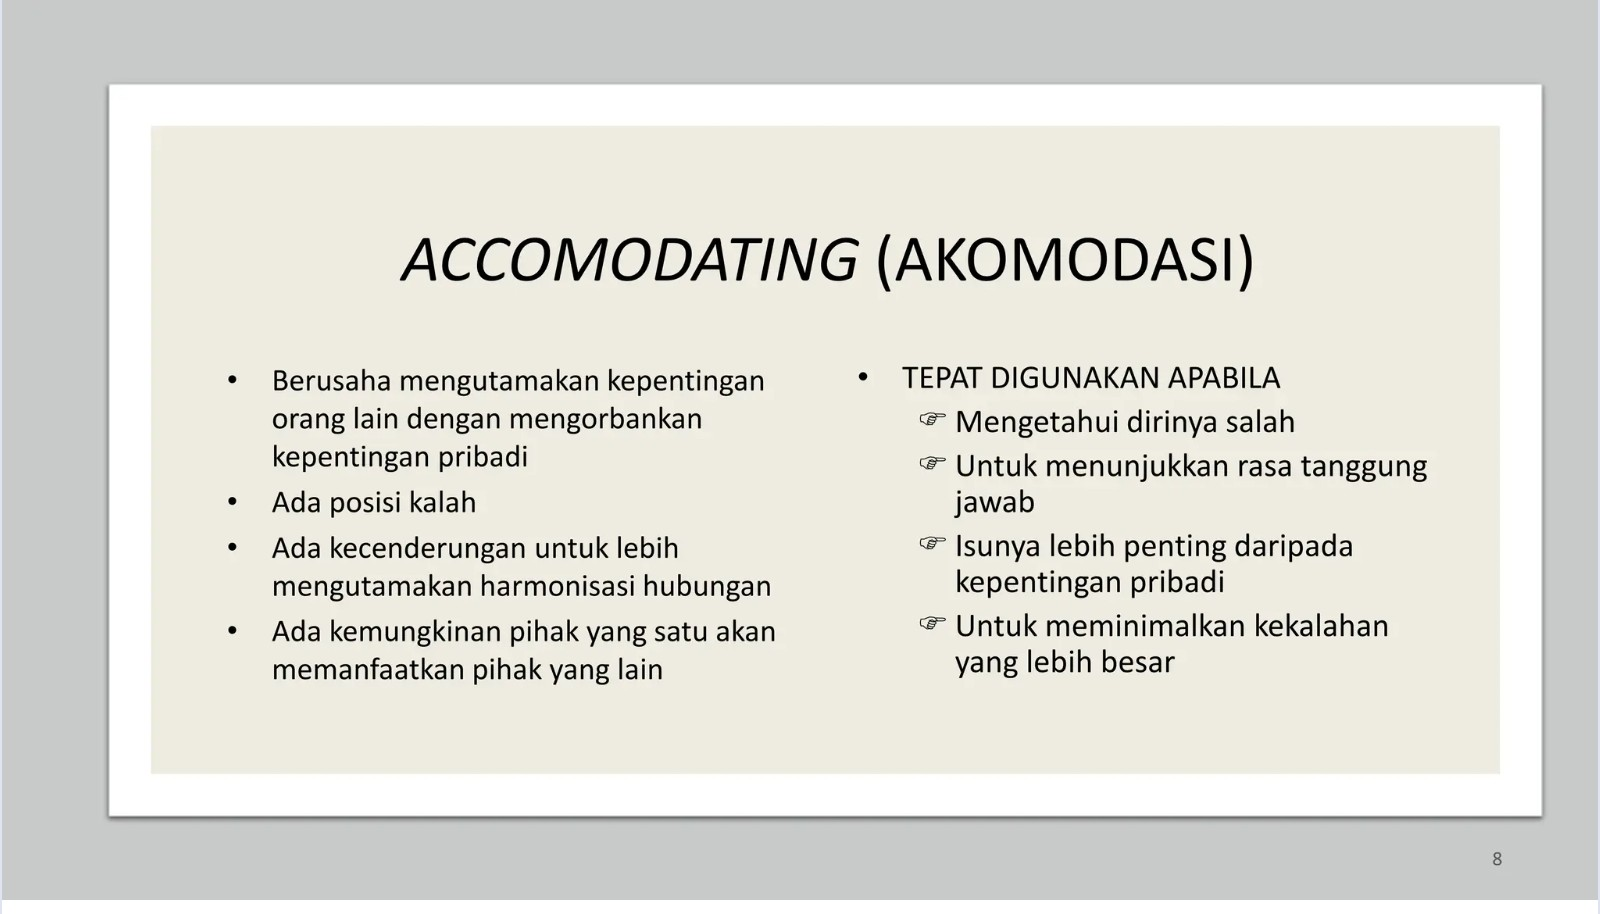 ACCOMODATING (AKOMODASI)
• Berusaha mengutamakan kepentingan
orang lain dengan mengorbankan
kepentingan pribadi
• Ada posisi kalah
• Ada kecenderungan untuk lebih
mengutamakan harmonisasi hubungan
• Ada kemungkinan pihak yang satu akan
memanfaatkan pihak yang lain
• TEPAT DIGUNAKAN APABILA
☞ Mengetahui dirinya salah
☞ Untuk menunjukkan rasa tanggung
jawab
☞ Isunya lebih penting daripada
kepentingan pribadi
☞ Untuk meminimalkan kekalahan
yang lebih besar
8